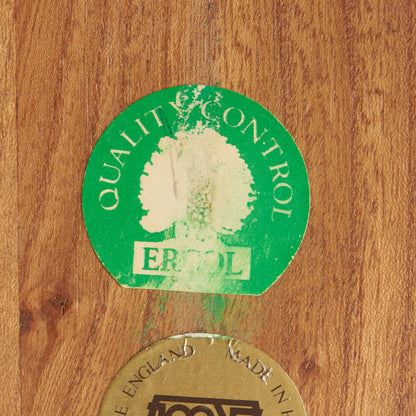 QUALITY CONTROL
ERCOL
ENGLAND MADE IN